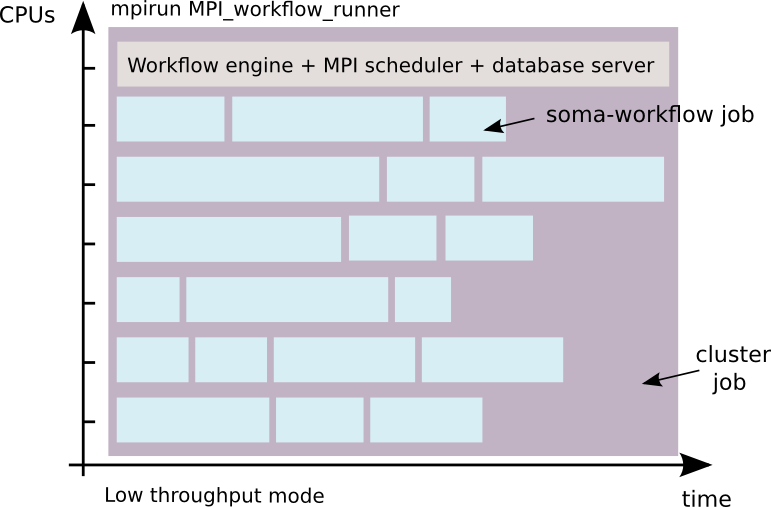 mpirun MPI_workflow_runner
CPUs
Workflow engine + MPI scheduler + database server
soma-workflow job
cluster
job
Low throughput mode
time